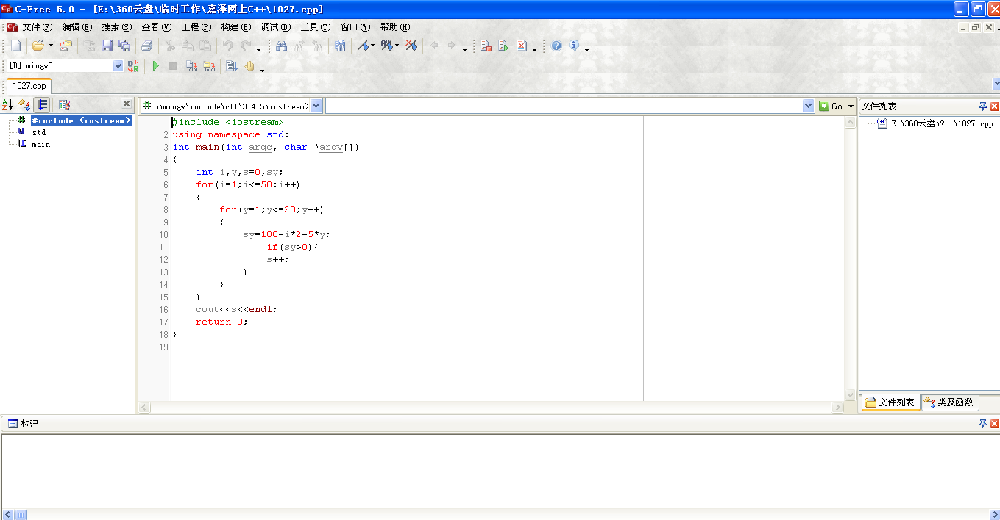 C-Free 5.0 - [E:\360云盘\临时工作\嘉泽网上C++\1027.cpp]
文件(F) 编辑(E) 搜索(S) 查看(V) 工程(P) 构建(B) 调试(D) 工具(T) 窗口(W) 帮助(H)
[D] mingw5
1027.cpp
:\mingw\include\c++\3.4.5\iostream>
Go
文件列表
#include <iostream>
std
main
1 #include <iostream>
2 using namespace std;
3 int main(int argc, char *argv[])
4 {
5 int i,y,s=0,sy;
6 for(i=1;i<=50;i++)
7 {
8 for(y=1;y<=20;y++)
9 {
10 sy=100-i*2-5*y;
11 if(sy>0){
12 s++;
13 }
14 }
15 }
16 cout<<s<<endl;
17 return 0;
18 }
19
E:\360云盘\?..\1027.cpp
文件列表 类及函数
构建